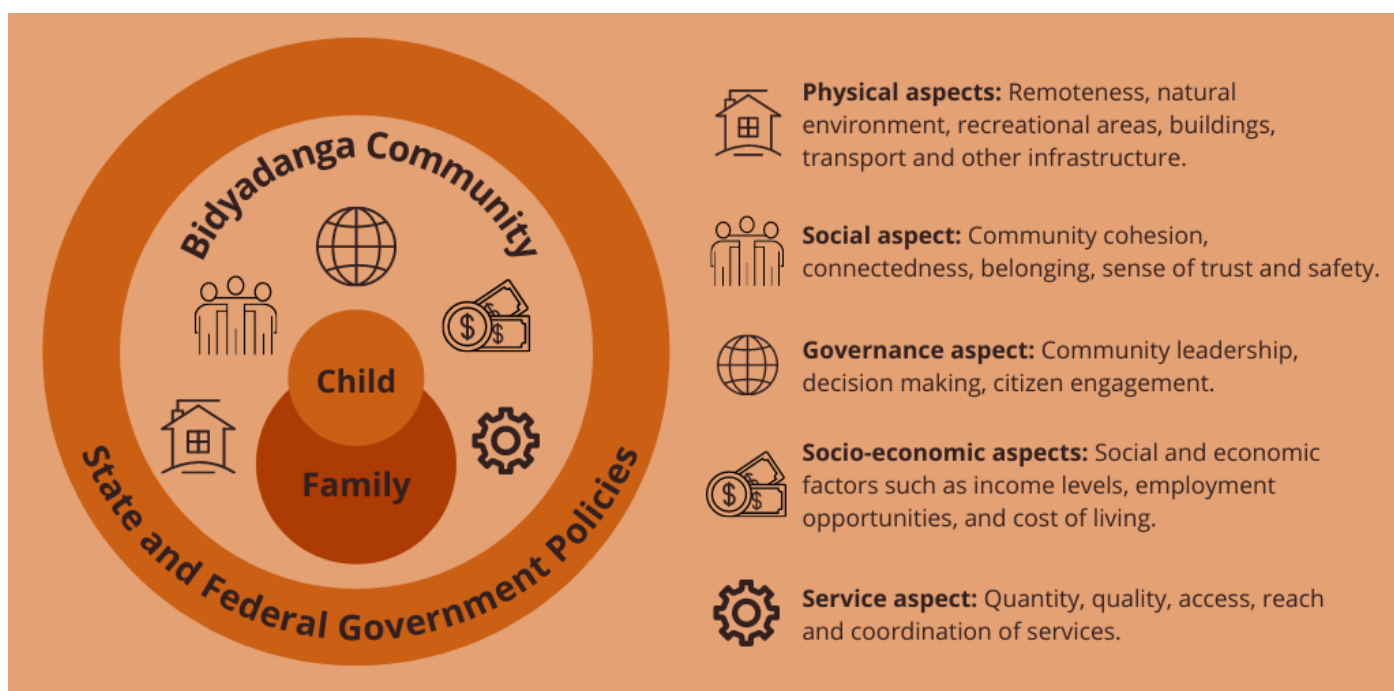 Bidyadanga Community
Child
Family
State and Federal Government Policies
Physical aspects: Remoteness, natural
environment, recreational areas, buildings,
transport and other infrastructure.
Social aspect: Community cohesion,
connectedness, belonging, sense of trust and safety.
Governance aspect: Community leadership,
decision making, citizen engagement.
Socio-economic aspects: Social and economic
factors such as income levels, employment
opportunities, and cost of living.
Service aspect: Quantity, quality, access, reach
and coordination of services.